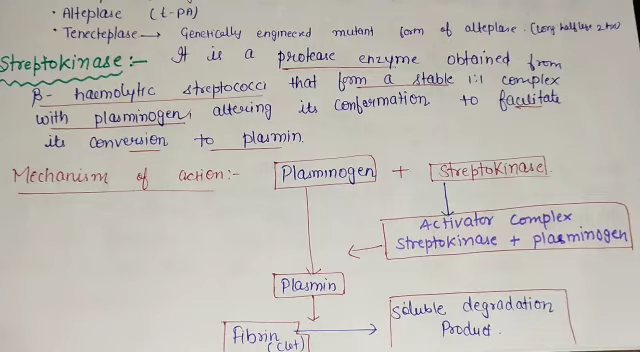 • Alteplase (t-PA)
• Tenecteplase → Genetically engineered mutant form of alteplase. (Long half life 2 hr)
Streptokinase:- It is a protease enzyme obtained from
β- haemolytic streptococci that form a stable 1:1 complex
with plasminogen, altering its conformation to facilitate
its conversion to plasmin.
Mechanism of action:- Plasminogen + Streptokinase.
Activator complex
streptokinase + plasminogen
Plasmin
Fibrin (Clot) → Soluble degradation
Product.